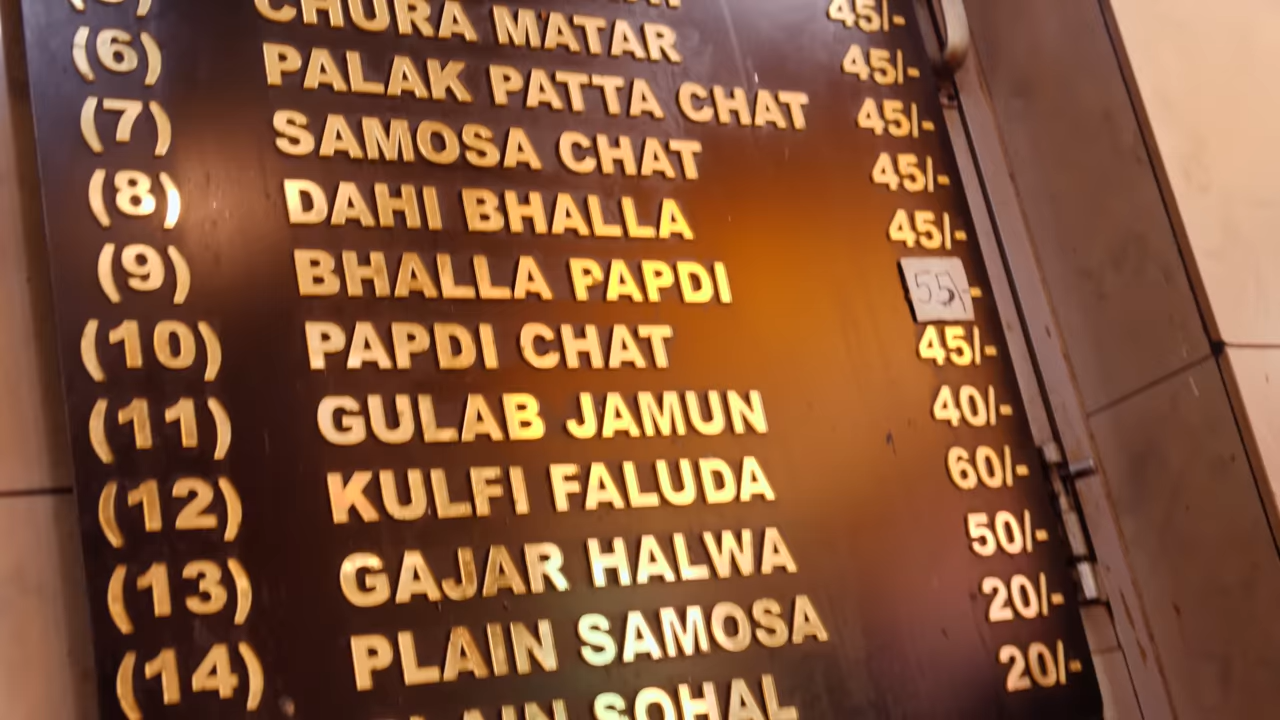 45/-
CHURA MATAR 45/-
(6) PALAK PATTA CHAT 45/-
(7) SAMOSA CHAT 45/-
(8) DAHI BHALLA 45/-
(9) BHALLA PAPDI 55/-
(10) PAPDI CHAT 45/-
(11) GULAB JAMUN 40/-
(12) KULFI FALUDA 60/-
(13) GAJAR HALWA 50/-
(14) PLAIN SAMOSA 20/-
PLAIN SOHAL 20/-